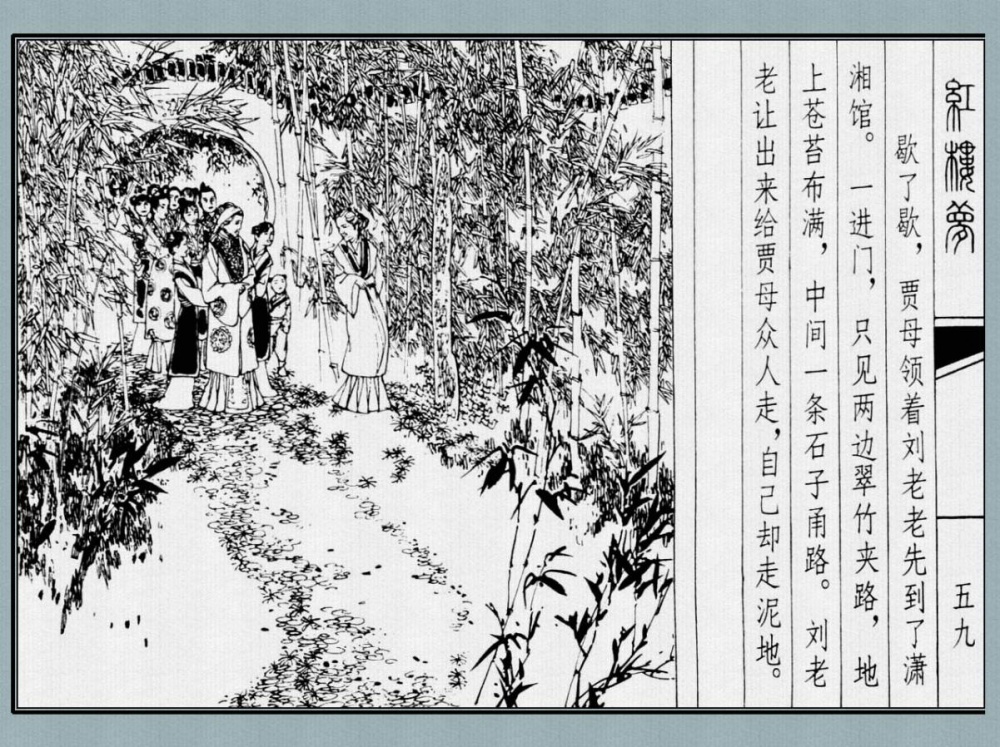 紅樓夢
五九
歇了歇，贾母领着刘老老先到了潇
湘馆。一进门，只见两边翠竹夹路，地
上苍苔布满，中间一条石子甬路。刘老
老让出来给贾母众人走，自己却走泥地。